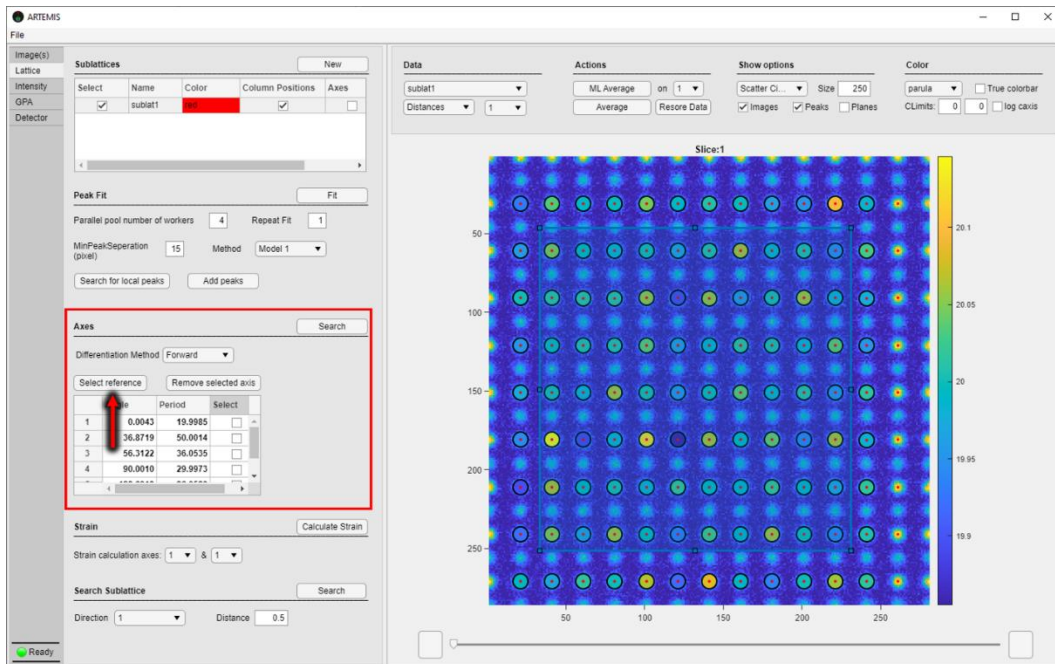 ARTEMIS
File
Image(s)
Lattice
Intensity
GPA
Detector
Ready
Sublattices New
Select Name Color Column Positions Axes
sublat1 red
Peak Fit Fit
Parallel pool number of workers 4 Repeat Fit 1
MinPeakSeperation (pixel) 15 Method Model 1
Search for local peaks Add peaks
Axes Search
Differentiation Method Forward
Select reference Remove selected axis
Period Select
1 0.0043 19.9985
2 36.8719 50.0014
3 56.3122 36.0535
4 90.0010 29.9973
Strain Calculate Strain
Strain calculation axes: 1 & 1
Search Sublattice Search
Direction 1 Distance 0.5
Data Actions Show options Color
sublat1 ML Average on 1 Scatter Ci... Size 250 parula True colorbar
Distances 1 Average Resore Data Images Peaks Planes CLimits: 0 0 log caxis
Slice:1
50
100
150
200
250
50 100 150 200 250
20.1
20.05
20
19.95
19.9